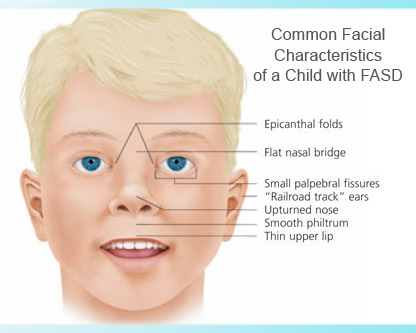 Common Facial
Characteristics
of a Child with FASD
Epicanthal folds
Flat nasal bridge
Small palpebral fissures
“Railroad track” ears
Upturned nose
Smooth philtrum
Thin upper lip